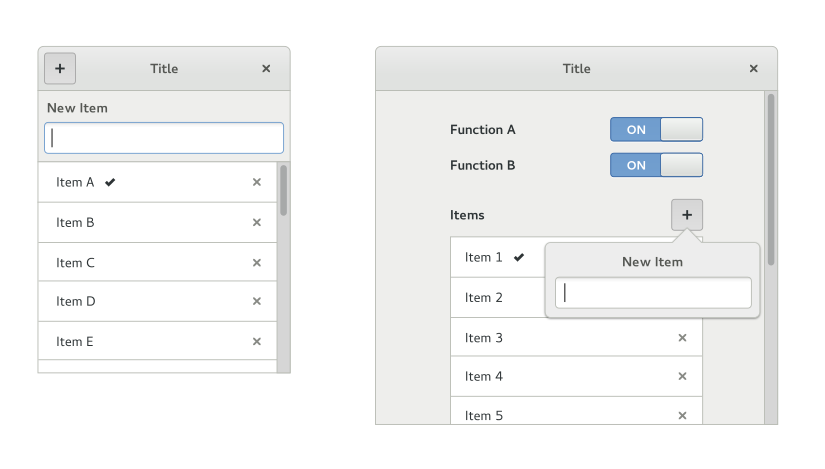 Title
New Item
Item A
Item B
Item C
Item D
Item E
Title
Function A ON
Function B ON
Items
New Item
Item 1
Item 2
Item 3
Item 4
Item 5